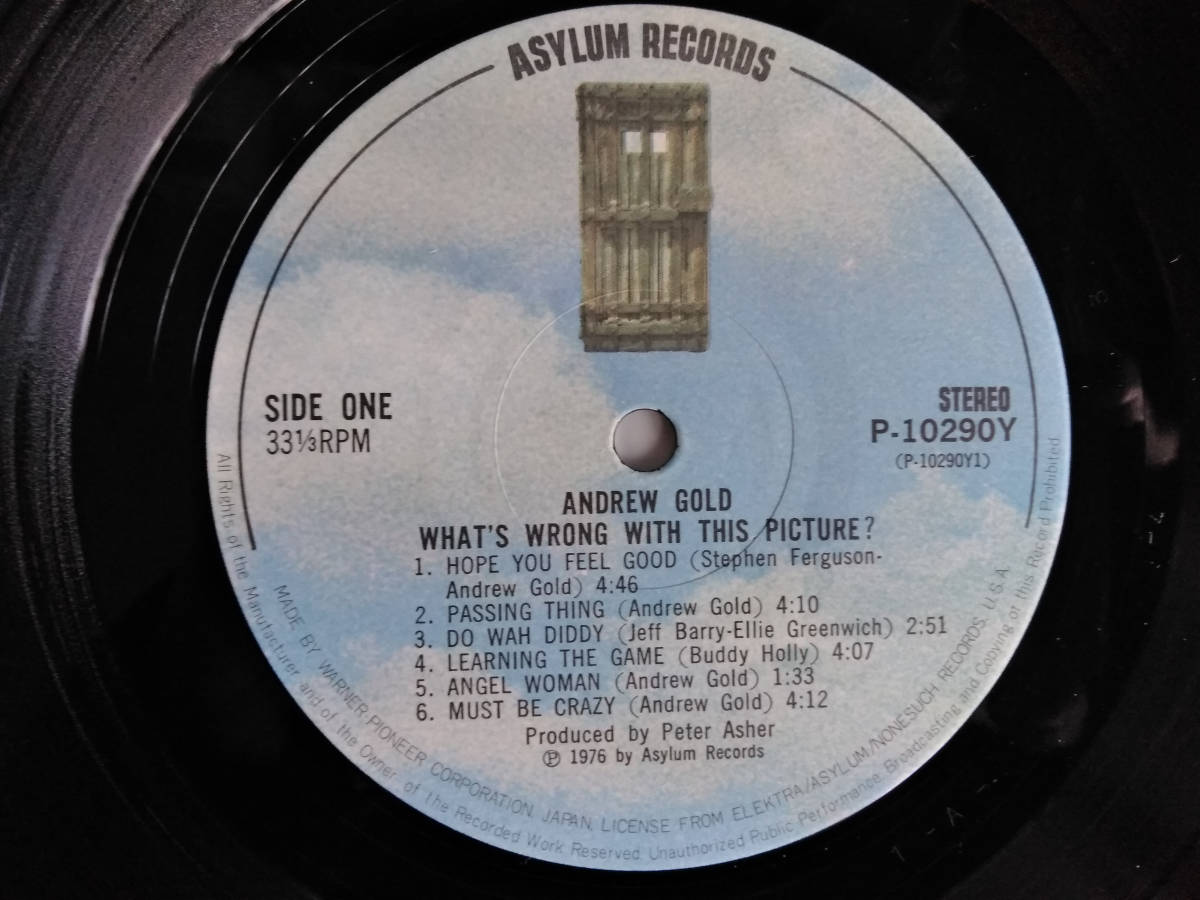 ASYLUM RECORDS
SIDE ONE
33⅓RPM
STEREO
P-10290Y
(P-10290Y1)
ANDREW GOLD
WHAT'S WRONG WITH THIS PICTURE?
1. HOPE YOU FEEL GOOD (Stephen Ferguson-
Andrew Gold) 4:46
2. PASSING THING (Andrew Gold) 4:10
3. DO WAH DIDDY (Jeff Barry-Ellie Greenwich) 2:51
4. LEARNING THE GAME (Buddy Holly) 4:07
5. ANGEL WOMAN (Andrew Gold) 1:33
6. MUST BE CRAZY (Andrew Gold) 4:12
Produced by Peter Asher
Ⓟ 1976 by Asylum Records
MADE BY WARNER-PIONEER CORPORATION, JAPAN, LICENSE FROM ELEKTRA/ASYLUM/NONESUCH RECORDS, U.S.A.
All Rights of the Manufacturer and of the Owner of the Recorded Work Reserved. Unauthorized Public Performance, Broadcasting and Copying of this Record Prohibited.
1-A-